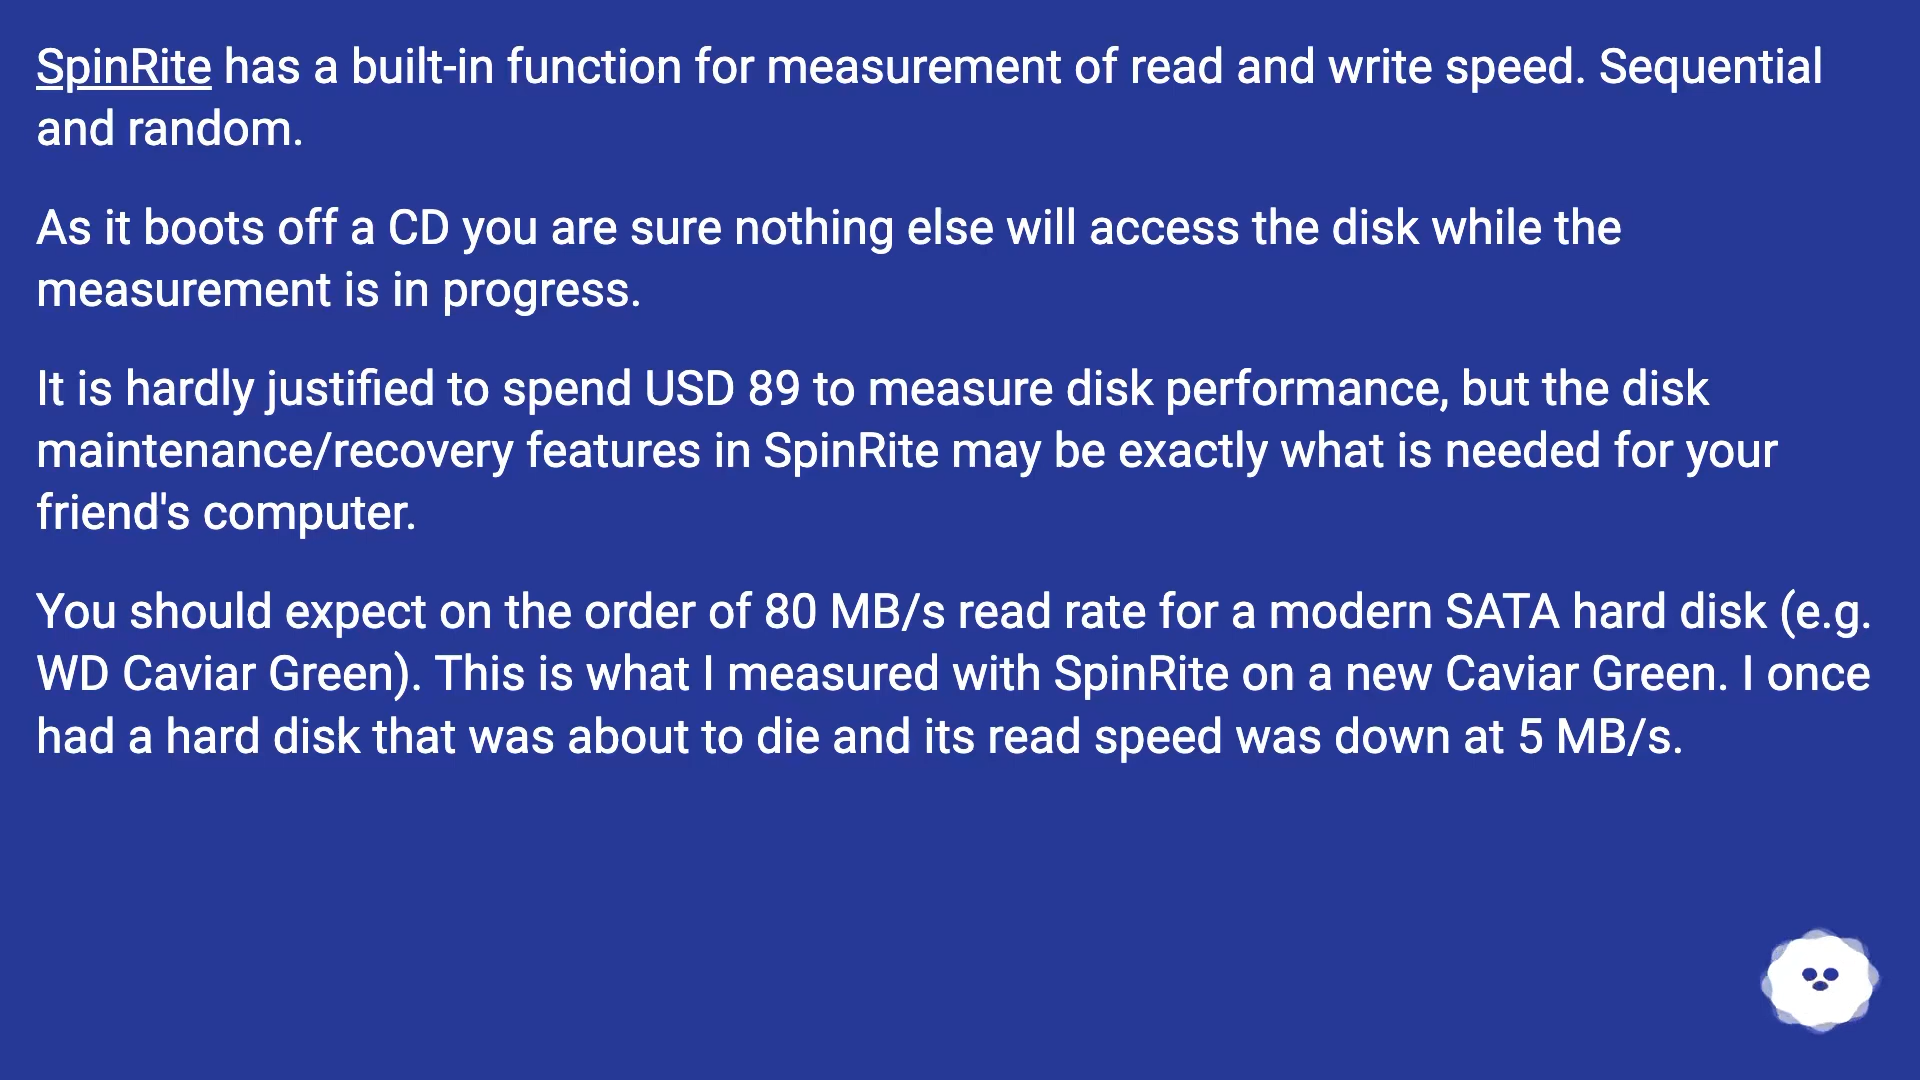 SpinRite has a built-in function for measurement of read and write speed. Sequential
and random.
As it boots off a CD you are sure nothing else will access the disk while the
measurement is in progress.
It is hardly justified to spend USD 89 to measure disk performance, but the disk
maintenance/recovery features in SpinRite may be exactly what is needed for your
friend's computer.
You should expect on the order of 80 MB/s read rate for a modern SATA hard disk (e.g.
WD Caviar Green). This is what I measured with SpinRite on a new Caviar Green. I once
had a hard disk that was about to die and its read speed was down at 5 MB/s.